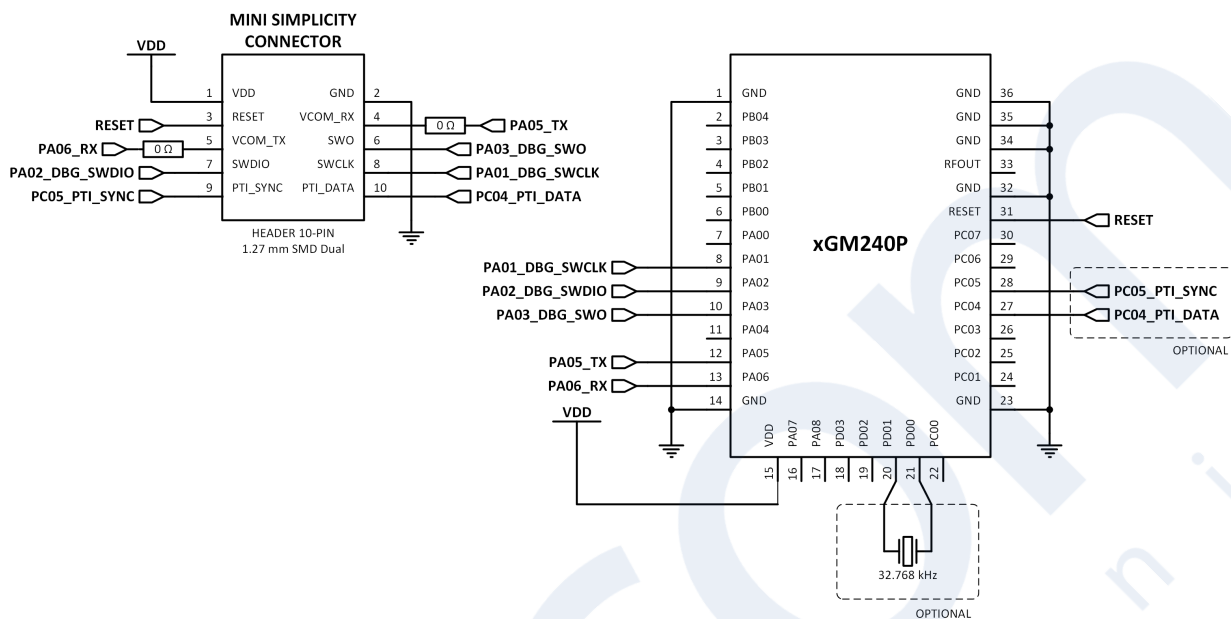 MINI SIMPLICITY
CONNECTOR
VDD
1 VDD GND 2
3 RESET VCOM_RX 4
5 VCOM_TX SWO 6
7 SWDIO SWCLK 8
9 PTI_SYNC PTI_DATA 10
RESET
PA06_RX 0 Ω
PA02_DBG_SWDIO
PC05_PTI_SYNC
0 Ω PA05_TX
PA03_DBG_SWO
PA01_DBG_SWCLK
PC04_PTI_DATA
HEADER 10-PIN
1.27 mm SMD Dual
xGM240P
1 GND
2 PB04
3 PB03
4 PB02
5 PB01
6 PB00
7 PA00
8 PA01
9 PA02
10 PA03
11 PA04
12 PA05
13 PA06
14 GND
PA01_DBG_SWCLK
PA02_DBG_SWDIO
PA03_DBG_SWO
PA05_TX
PA06_RX
VDD
GND 36
GND 35
GND 34
RFOUT 33
GND 32
RESET 31
PC07 30
PC06 29
PC05 28
PC04 27
PC03 26
PC02 25
PC01 24
GND 23
RESET
PC05_PTI_SYNC
PC04_PTI_DATA
OPTIONAL
VDD 15
PA07 16
PA08 17
PD03 18
PD02 19
PD01 20
PD00 21
PC00 22
32.768 kHz
OPTIONAL